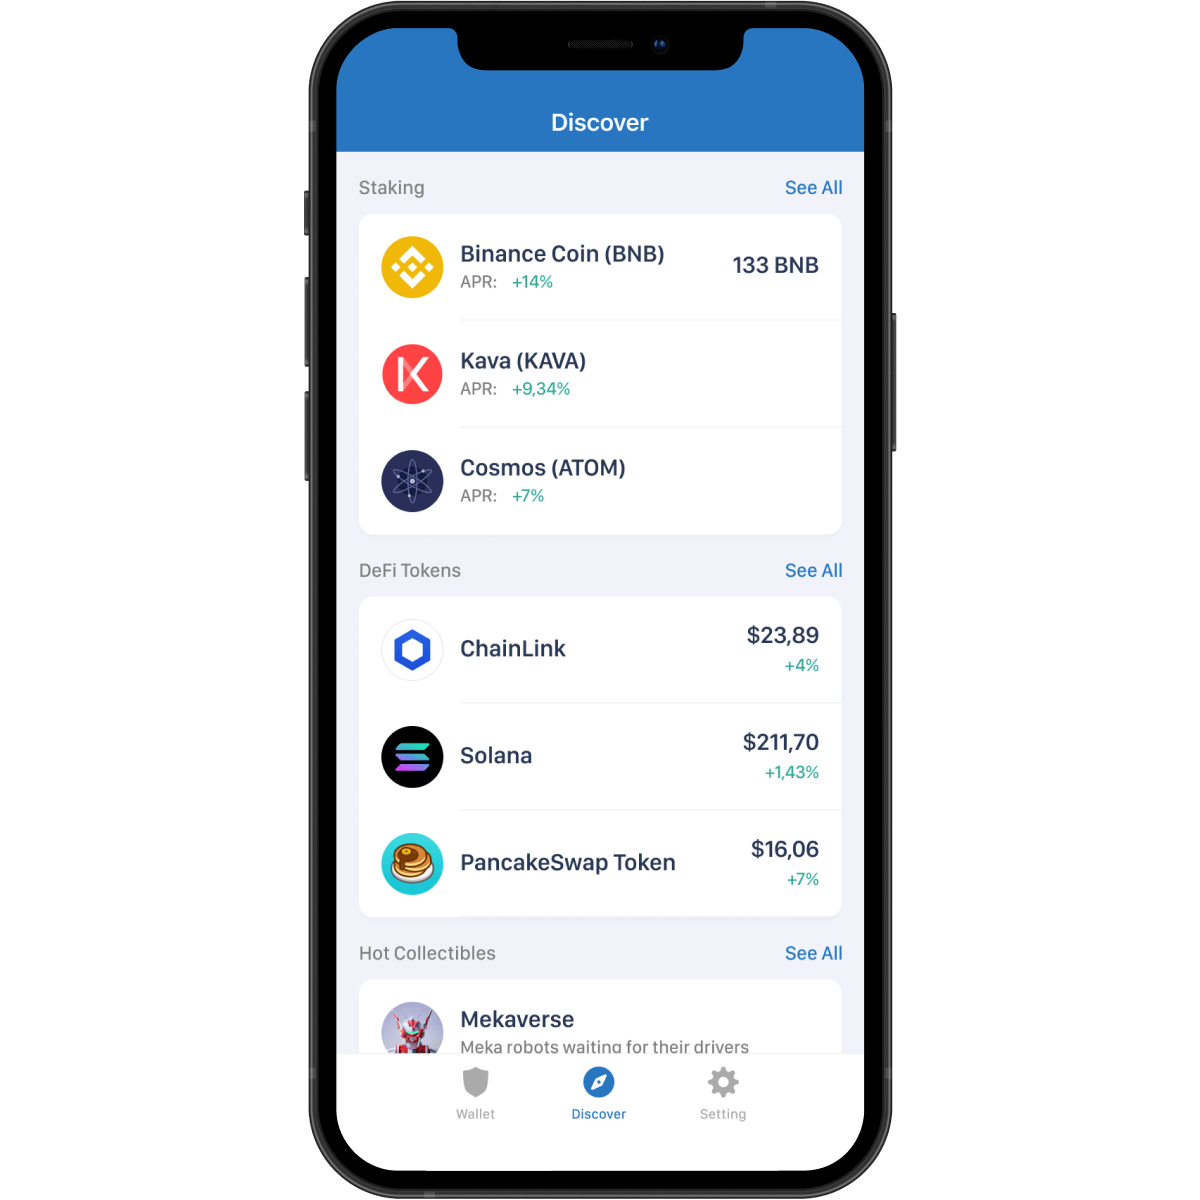 Discover
Staking
See All
Binance Coin (BNB)
133 BNB
APR: +14%
Kava (KAVA)
APR: +9,34%
Cosmos (ATOM)
APR: +7%
DeFi Tokens
See All
ChainLink
$23,89
+4%
Solana
$211,70
+1,43%
PancakeSwap Token
$16,06
+7%
Hot Collectibles
See All
Mekaverse
Meka robots waiting for their drivers
Wallet
Discover
Setting